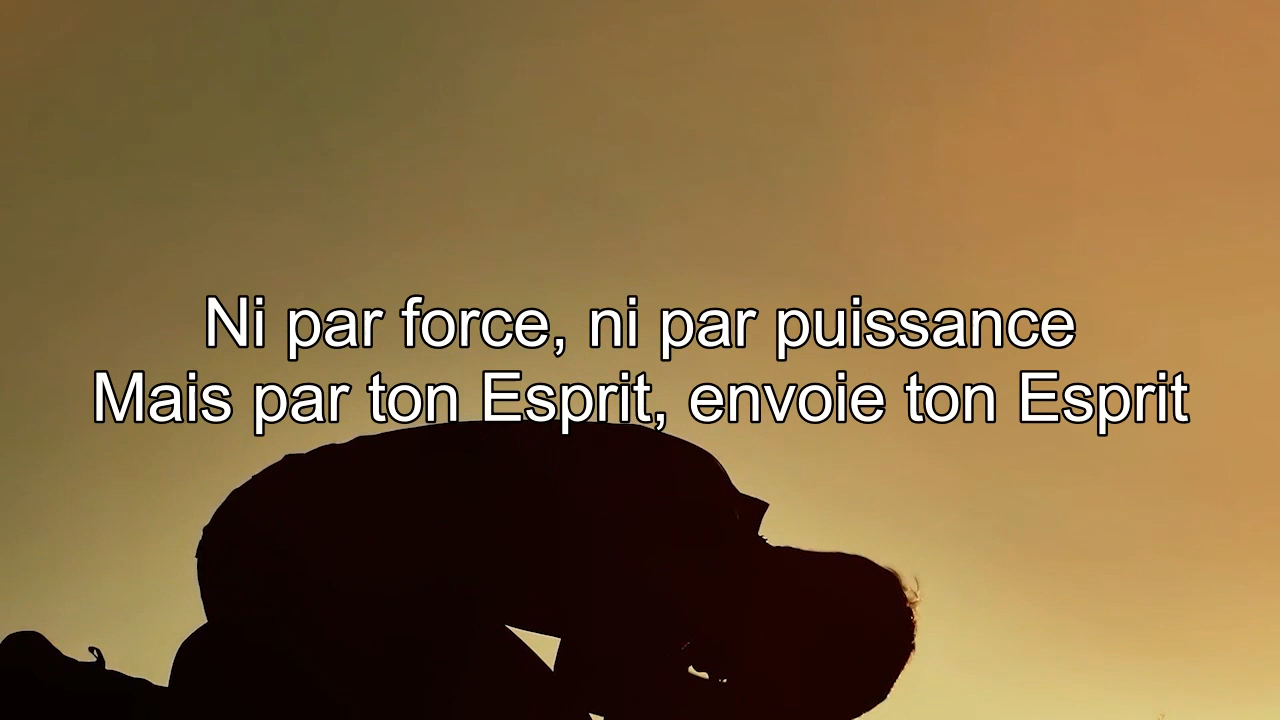 Ni par force, ni par puissance
Mais par ton Esprit, envoie ton Esprit